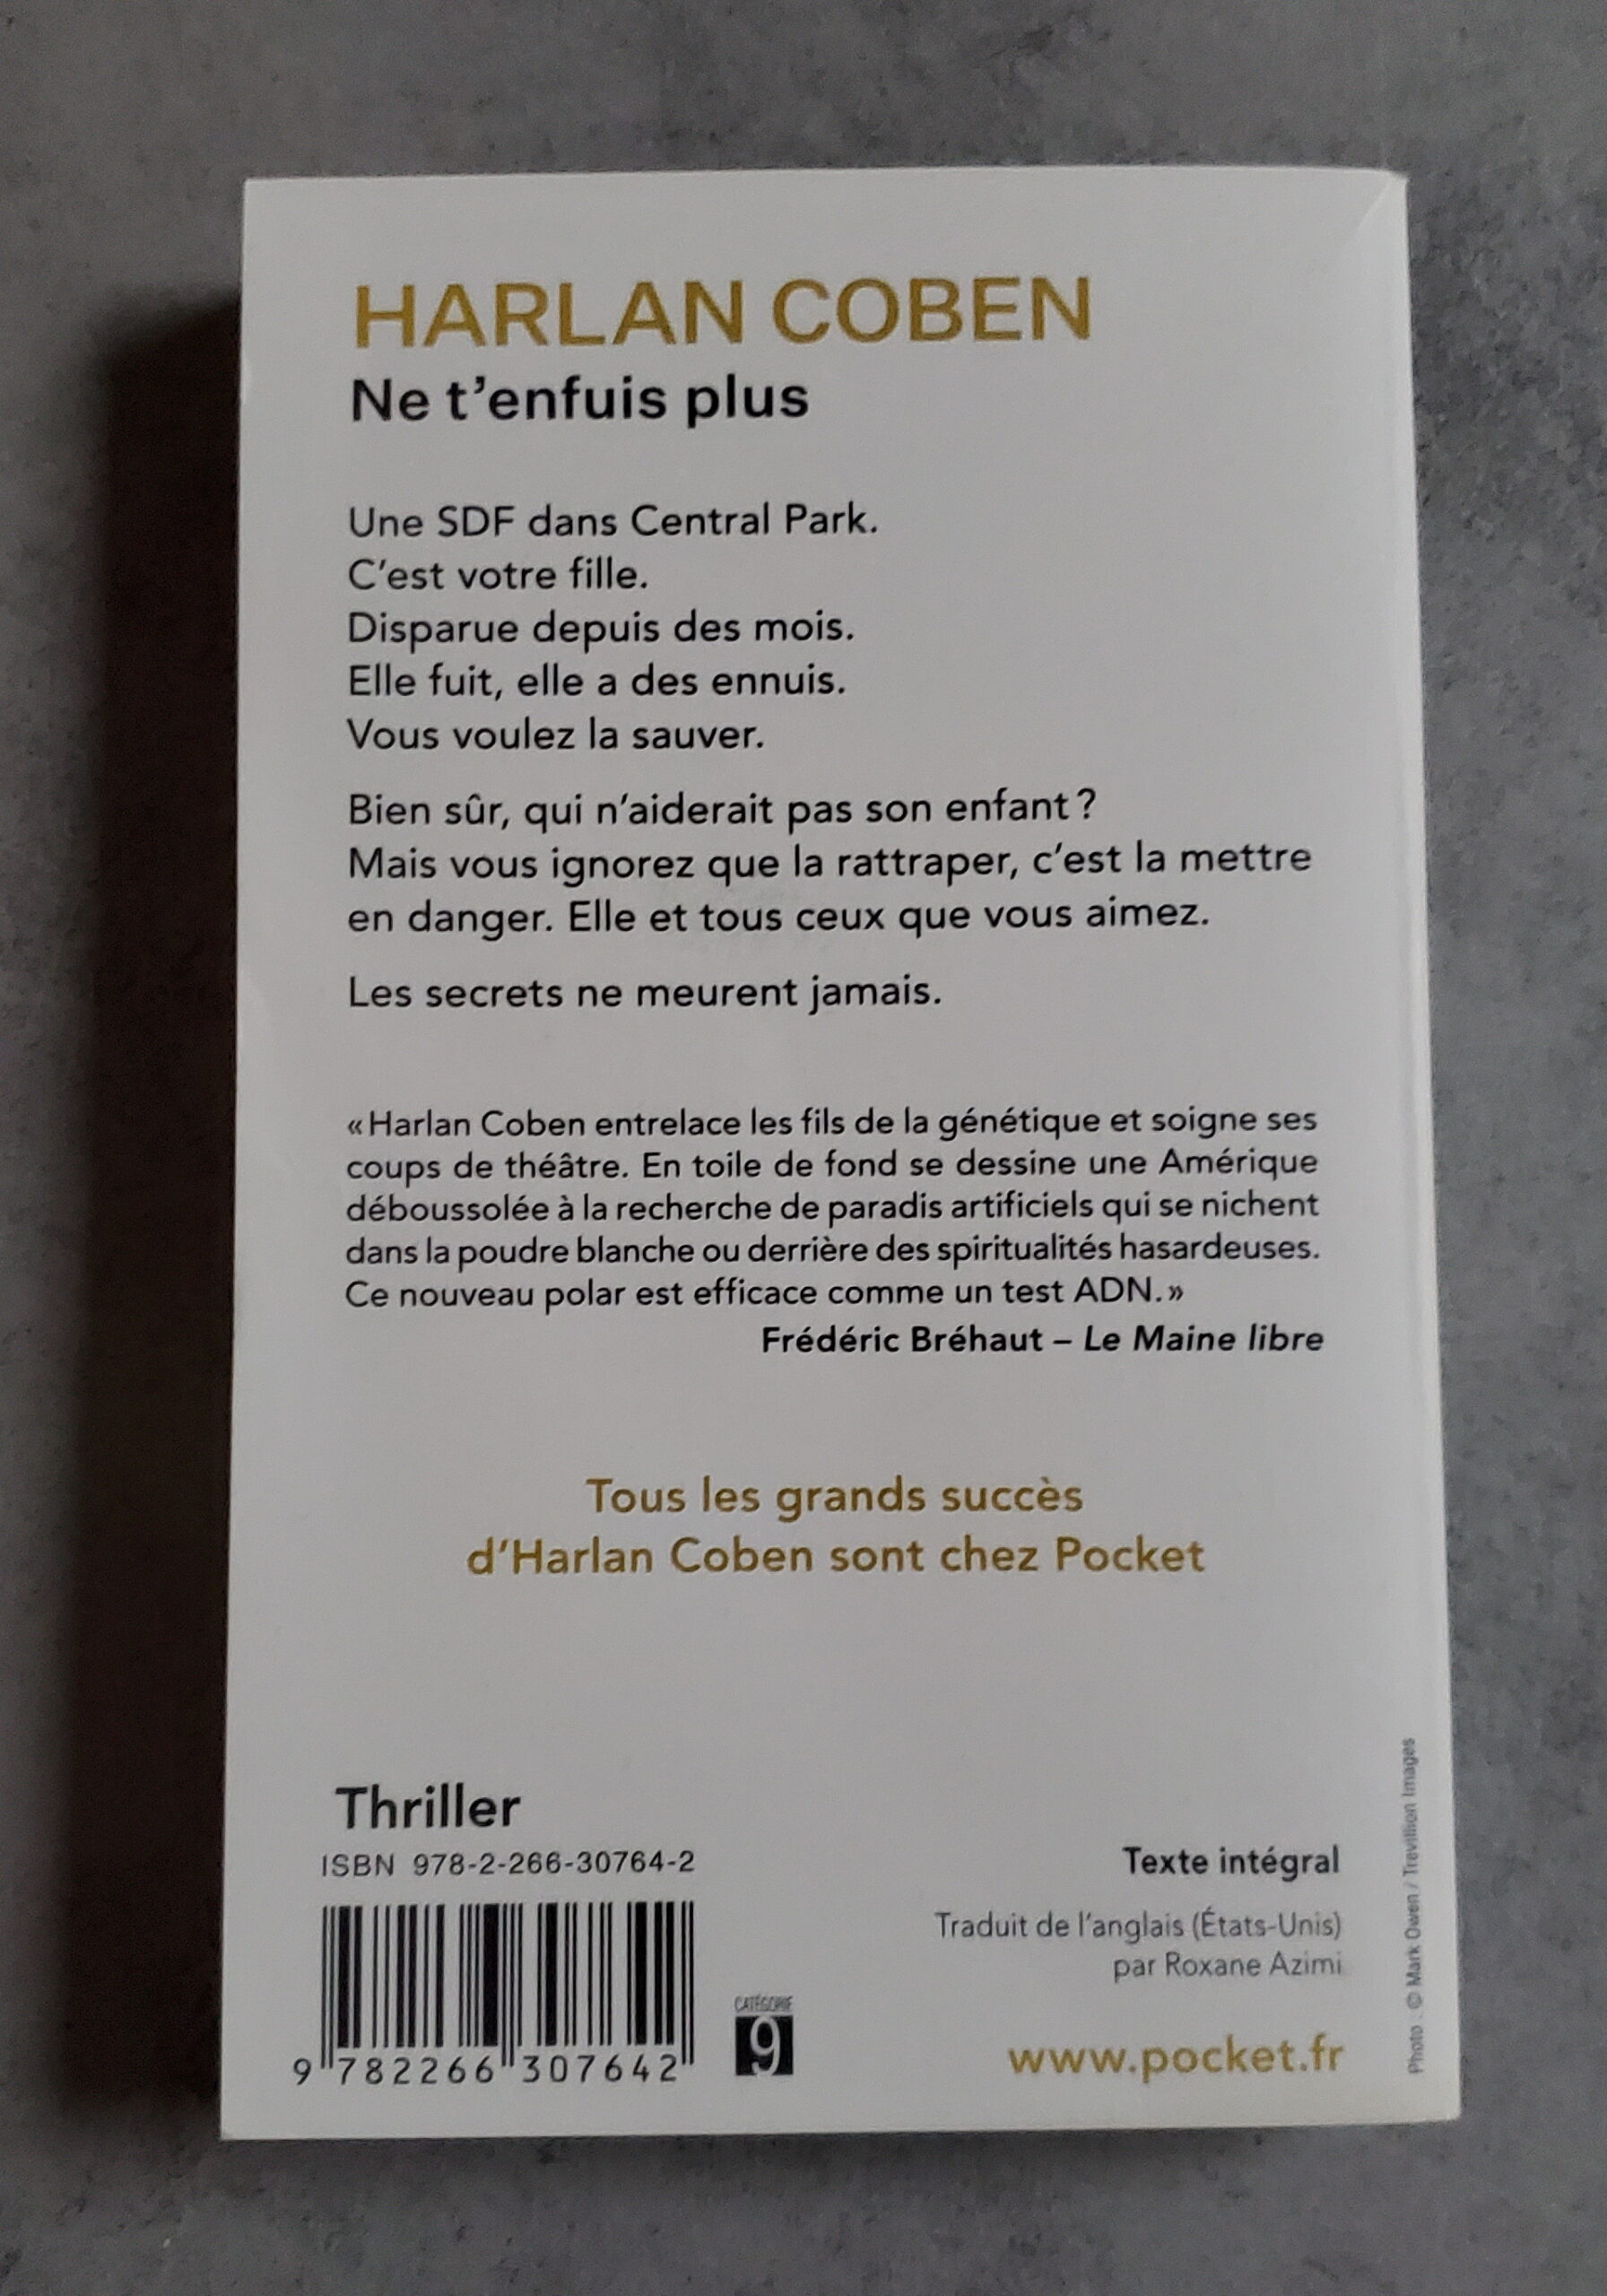 HARLAN COBEN
Ne t'enfuis plus
Une SDF dans Central Park.
C'est votre fille.
Disparue depuis des mois.
Elle fuit, elle a des ennuis.
Vous voulez la sauver.
Bien sûr, qui n'aiderait pas son enfant ?
Mais vous ignorez que la rattraper, c'est la mettre
en danger. Elle et tous ceux que vous aimez.
Les secrets ne meurent jamais.
« Harlan Coben entrelace les fils de la génétique et soigne ses
coups de théâtre. En toile de fond se dessine une Amérique
déboussolée à la recherche de paradis artificiels qui se nichent
dans la poudre blanche ou derrière des spiritualités hasardeuses.
Ce nouveau polar est efficace comme un test ADN. »
Frédéric Bréhaut – Le Maine libre
Tous les grands succès
d'Harlan Coben sont chez Pocket
Thriller
ISBN 978-2-266-30764-2
9 782266 307642
CATÉGORIE
9
Texte intégral
Traduit de l'anglais (États-Unis)
par Roxane Azimi
www.pocket.fr
Photo : © Mark Owen / Trevillion Images